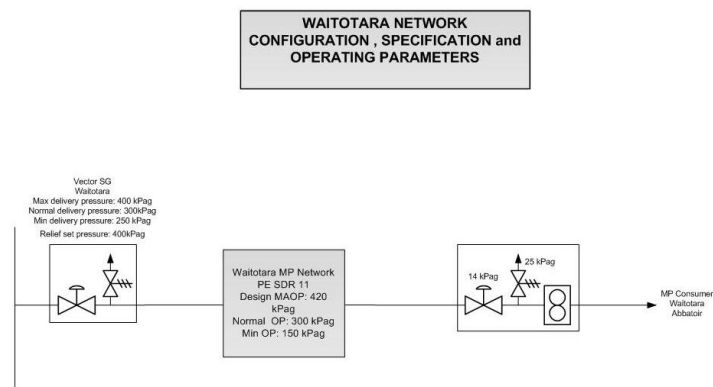 WAITOTARA NETWORK
CONFIGURATION , SPECIFICATION and
OPERATING PARAMETERS
Vector SG
Waitotara
Max delivery pressure: 400 kPag
Normal delivery pressure: 300kPag
Min delivery pressure: 250 kPag
Relief set pressure: 400kPag
Waitotara MP Network
PE SDR 11
Design MAOP: 420
kPag
Normal OP: 300 kPag
Min OP: 150 kPag
14 kPag
25 kPag
MP Consumer
Waitotara
Abbatoir